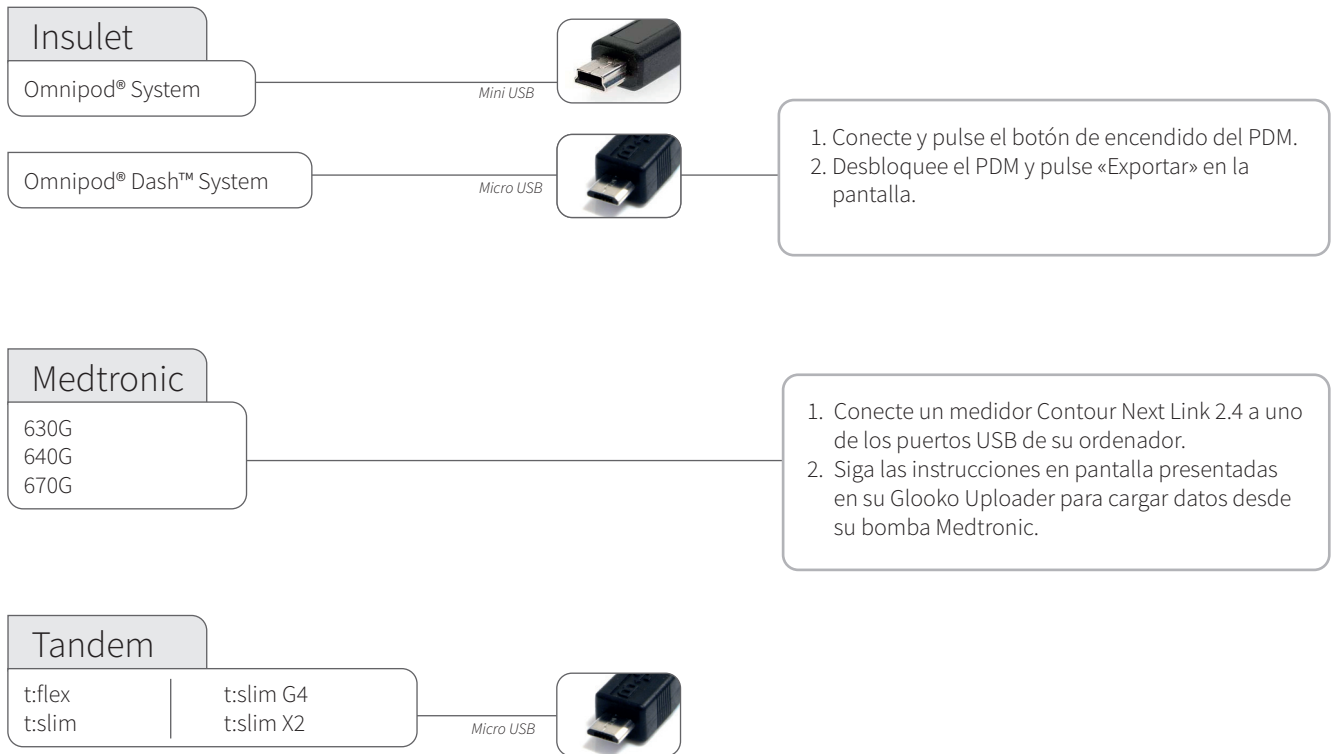 Insulet
Omnipod® System
Mini USB
Omnipod® Dash™ System
Micro USB
1. Conecte y pulse el botón de encendido del PDM.
2. Desbloquee el PDM y pulse «Exportar» en la
pantalla.
Medtronic
630G
640G
670G
1. Conecte un medidor Contour Next Link 2.4 a uno
de los puertos USB de su ordenador.
2. Siga las instrucciones en pantalla presentadas
en su Glooko Uploader para cargar datos desde
su bomba Medtronic.
Tandem
t:flex
t:slim
t:slim G4
t:slim X2
Micro USB